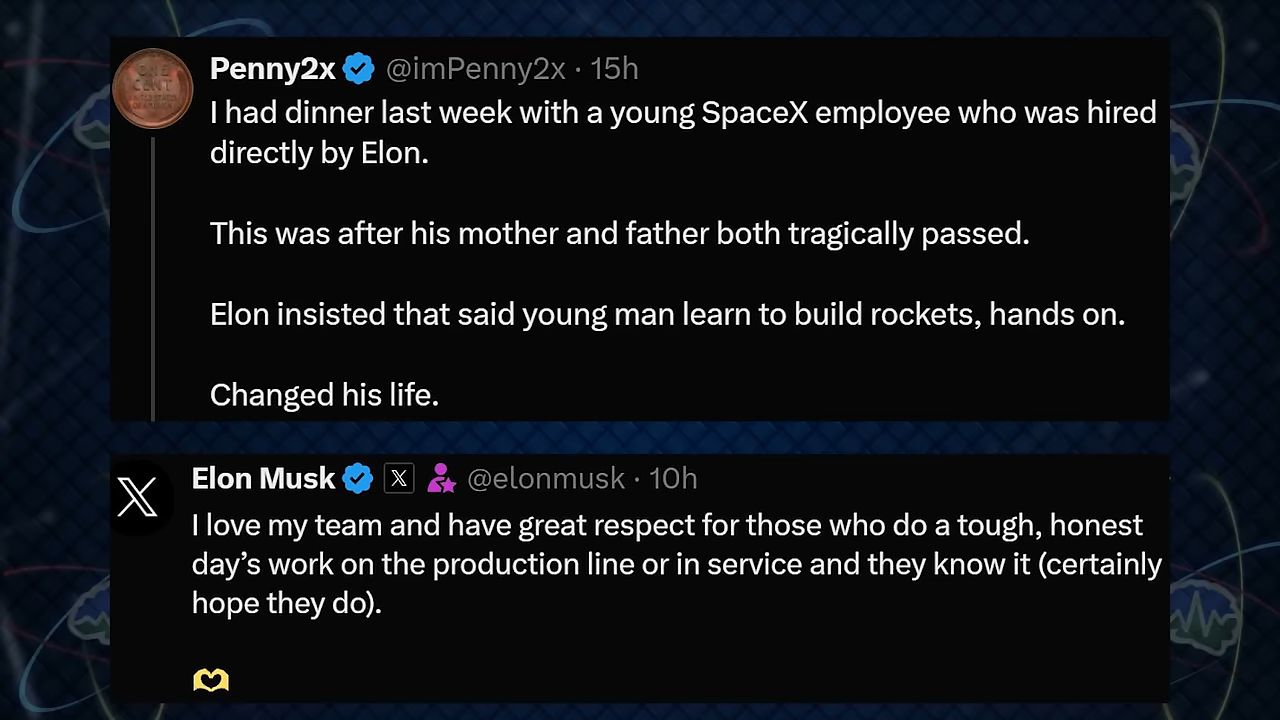 Penny2x @imPenny2x · 15h
I had dinner last week with a young SpaceX employee who was hired
directly by Elon.
This was after his mother and father both tragically passed.
Elon insisted that said young man learn to build rockets, hands on.
Changed his life.
ONE
CENT
Elon Musk X @elonmusk · 10h
I love my team and have great respect for those who do a tough, honest
day’s work on the production line or in service and they know it (certainly
hope they do).
🫶